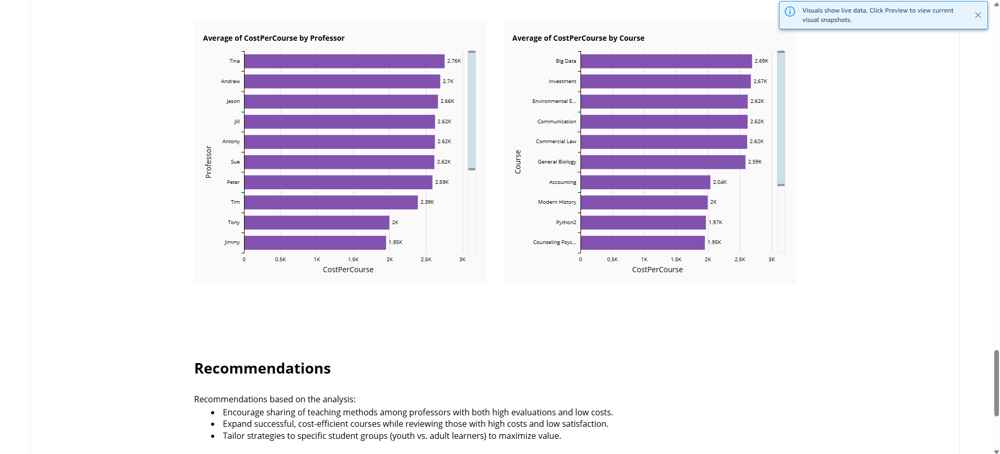 Visuals show live data. Click Preview to view current
visual snapshots.
Average of CostPerCourse by Professor
Professor
Tina 2.76K
Andrew 2.7K
Jason 2.66K
Jill 2.62K
Antony 2.62K
Sue 2.62K
Peter 2.59K
Tim 2.39K
Tony 2K
Jimmy 1.95K
0 0.5K 1K 1.5K 2K 2.5K 3K
CostPerCourse
Average of CostPerCourse by Course
Course
Big Data 2.69K
Investment 2.67K
Environmental E... 2.62K
Communication 2.62K
Commercial Law 2.62K
General Biology 2.59K
Accounting 2.04K
Modern History 2K
Python2 1.97K
Counseling Psyc... 1.95K
0 0.5K 1K 1.5K 2K 2.5K 3K
CostPerCourse
Recommendations
Recommendations based on the analysis:
• Encourage sharing of teaching methods among professors with both high evaluations and low costs.
• Expand successful, cost-efficient courses while reviewing those with high costs and low satisfaction.
• Tailor strategies to specific student groups (youth vs. adult learners) to maximize value.